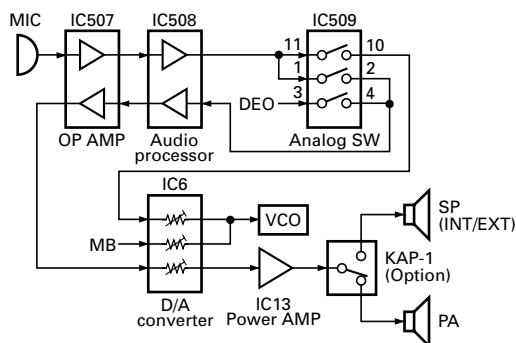 MIC
IC507
IC508
IC509
11
10
1
2
3
4
DEO
OP AMP
Audio
processor
Analog SW
IC6
MB
VCO
D/A
converter
IC13
Power AMP
SP
(INT/EXT)
KAP-1
(Option)
PA